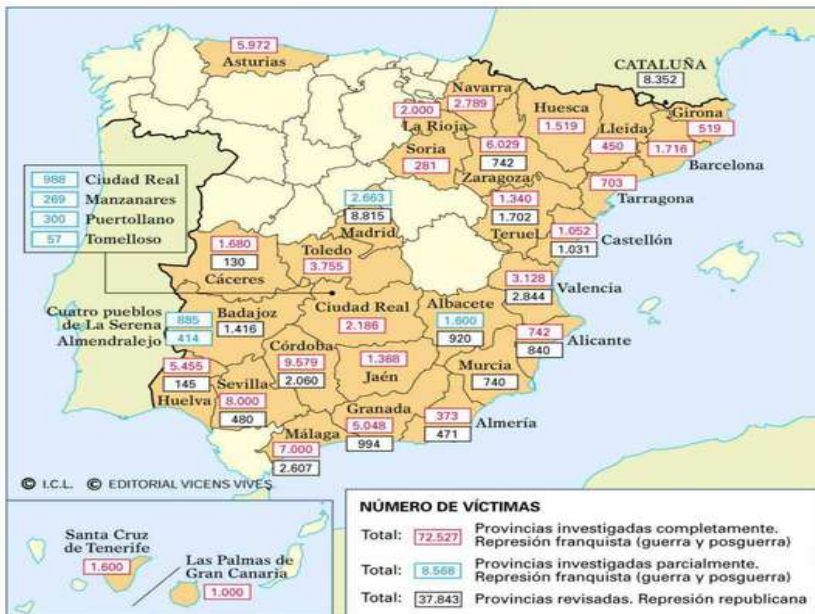 5.972
Asturias
CATALUÑA
8.352
Navarra
2.789
2.000
La Rioja
Huesca
1.519
Girona
519
Lleida
450
1.716
Barcelona
Soria
281
6.029
742
Zaragoza
703
Tarragona
988 Ciudad Real
269 Manzanares
300 Puertollano
57 Tomelloso
2.663
8.815
Madrid
1.340
1.702
Teruel
1.052
1.031
Castellón
1.680
130
Cáceres
Toledo
3.755
3.128
2.844
Valencia
Cuatro pueblos
de La Serena
885
Almendralejo
414
Badajoz
1.416
Ciudad Real
2.186
Albacete
1.600
920
742
840
Alicante
5.455
145
Huelva
Sevilla
8.000
480
Córdoba
9.579
2.060
1.368
Jaén
Murcia
740
Málaga
7.000
2.607
Granada
5.048
994
373
471
Almería
© I.C.L. © EDITORIAL VICENS VIVES
Santa Cruz
de Tenerife
1.600
Las Palmas de
Gran Canaria
1.000
NÚMERO DE VÍCTIMAS
Total: 72.527 Provincias investigadas completamente.
Represión franquista (guerra y posguerra)
Total: 8.568 Provincias investigadas parcialmente.
Represión franquista (guerra y posguerra)
Total: 37.843 Provincias revisadas. Represión republicana